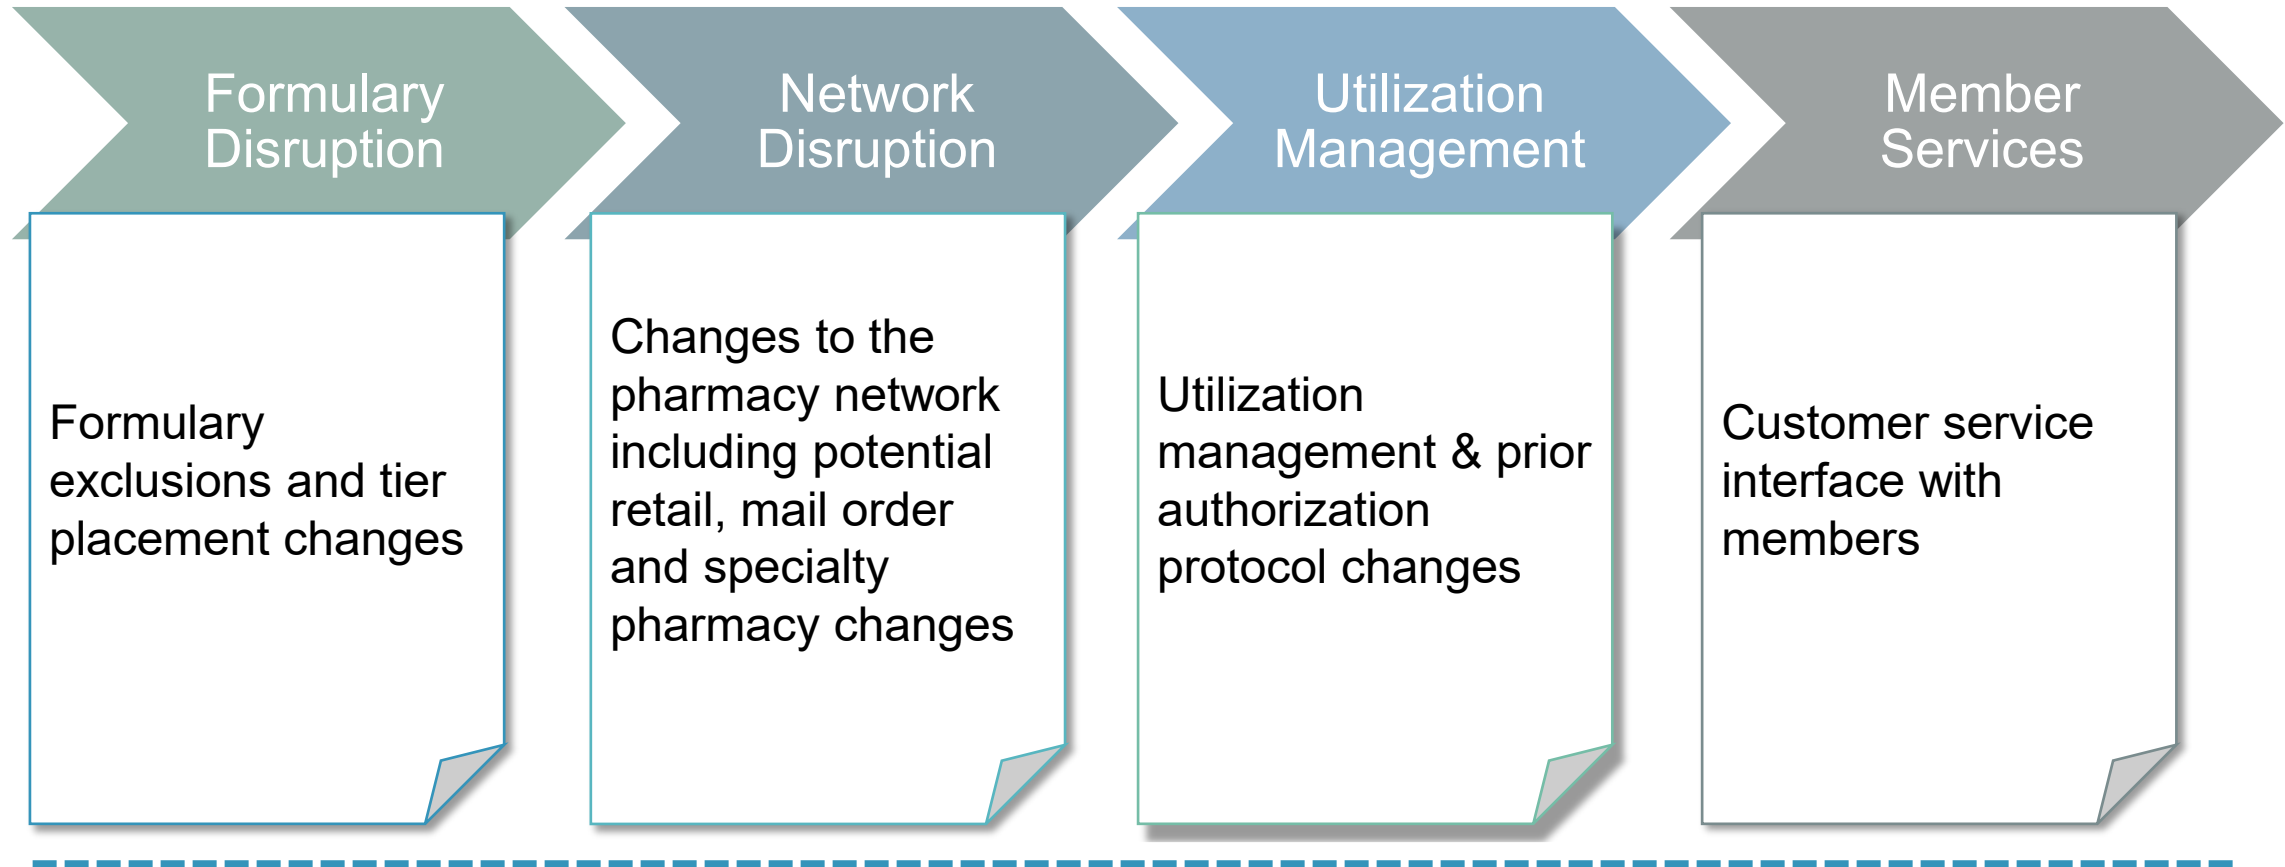 Formulary
Disruption
Network
Disruption
Utilization
Management
Member
Services
Formulary
exclusions and tier
placement changes
Changes to the
pharmacy network
including potential
retail, mail order
and specialty
pharmacy changes
Utilization
management & prior
authorization
protocol changes
Customer service
interface with
members